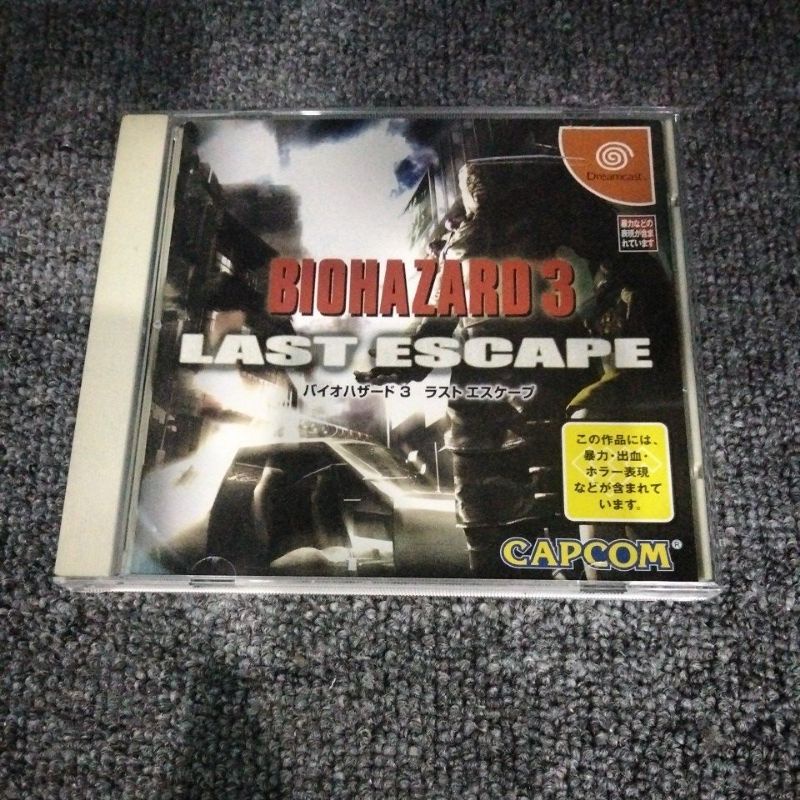 Dreamcast
暴力などの
表現が含ま
れています
BIOHAZARD 3
LAST ESCAPE
バイオハザード 3 ラスト エスケープ
この作品には、
暴力・出血・
ホラー表現
などが含まれて
います。
CAPCOM®